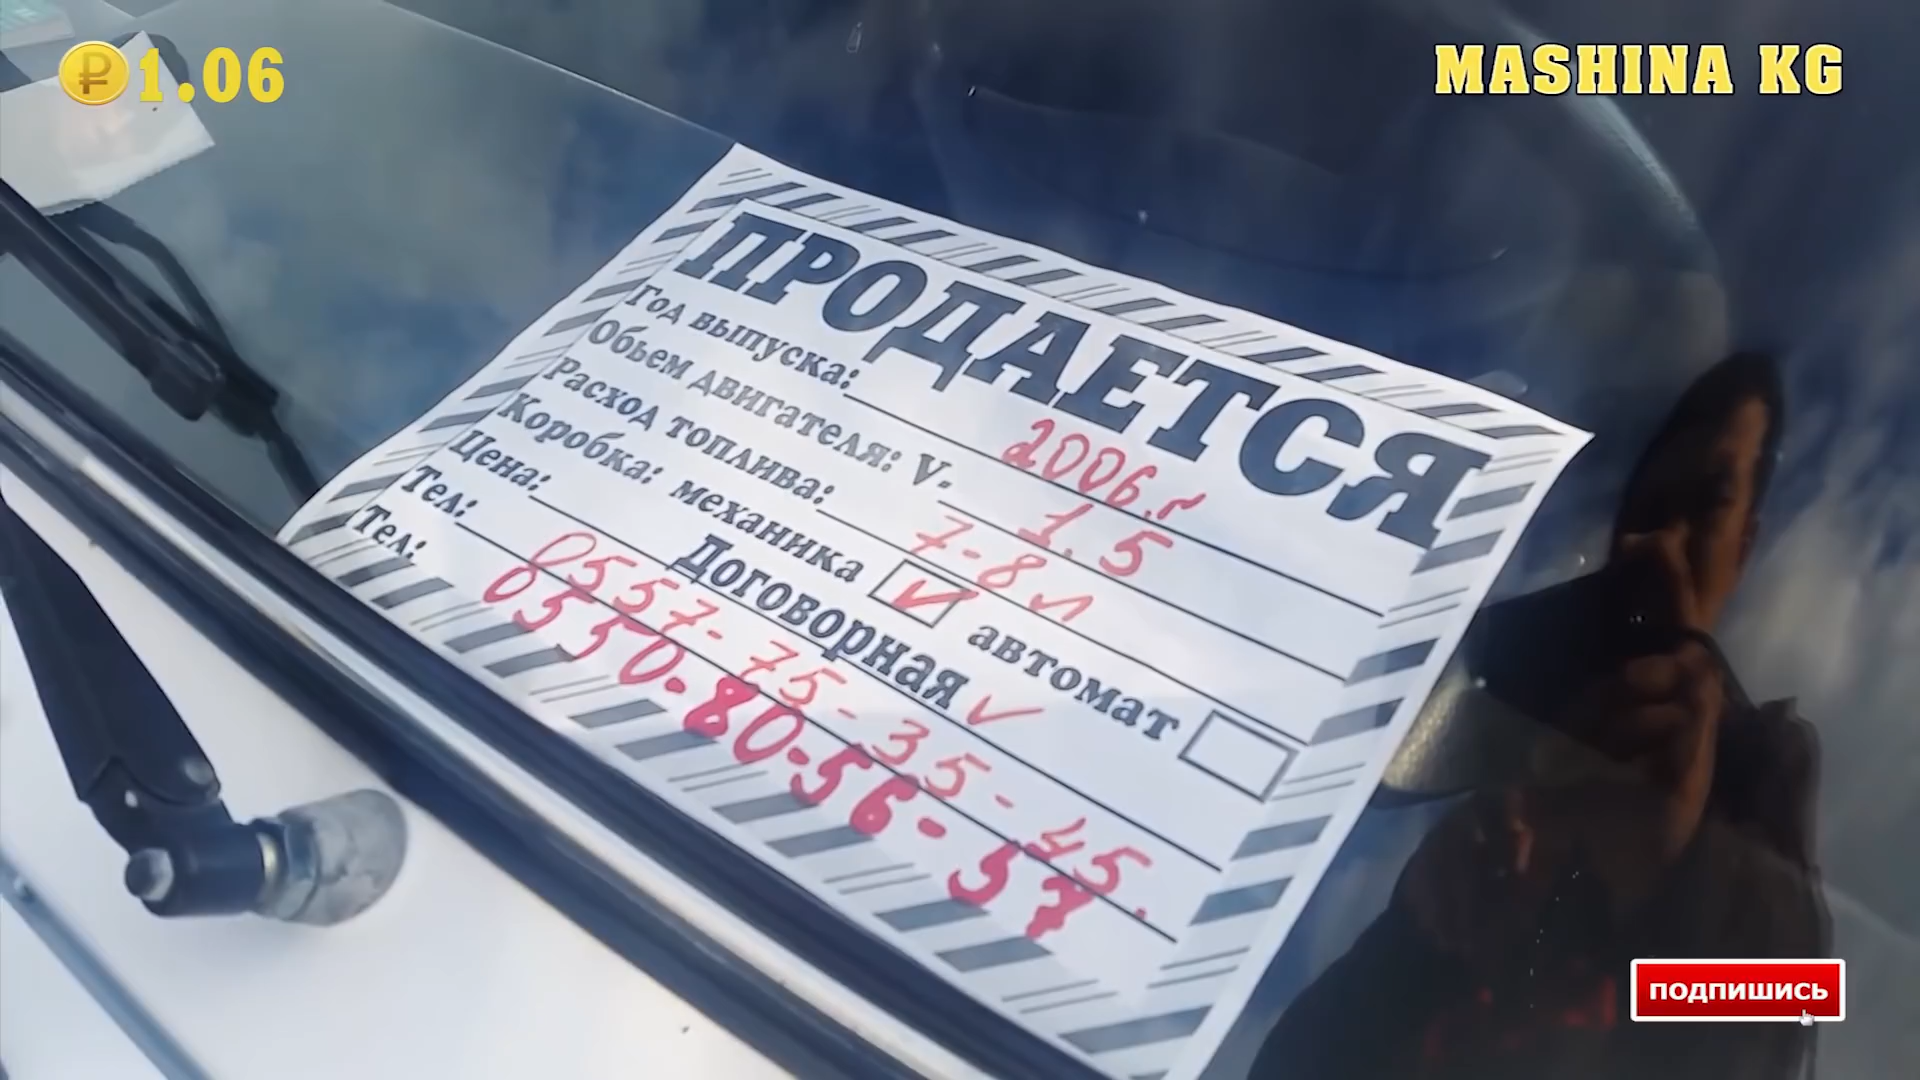 1.06
MASHINA KG
ПРОДАЕТСЯ
Год выпуска: 2006.г
Обьем двигателя: V. 1.5
Расход топлива: 7-8 л
Коробка: механика ✓ автомат
Цена: Договорная ✓
Тел: 0557-75-35-45.
Тел: 0550-80-56-57
ПОДПИШИСЬ